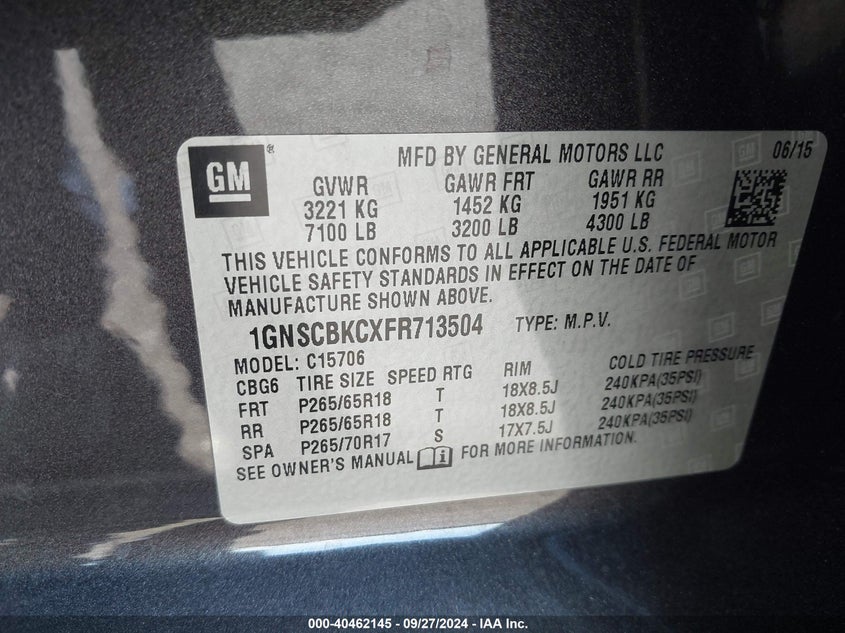 GM ® MFD BY GENERAL MOTORS LLC 06/15
GVWR GAWR FRT GAWR RR
3221 KG 1452 KG 1951 KG
7100 LB 3200 LB 4300 LB
THIS VEHICLE CONFORMS TO ALL APPLICABLE U.S. FEDERAL MOTOR
VEHICLE SAFETY STANDARDS IN EFFECT ON THE DATE OF
MANUFACTURE SHOWN ABOVE.
1GNSCBKCXFR713504 TYPE: M.P.V.
MODEL: C15706
CBG6 TIRE SIZE SPEED RTG RIM COLD TIRE PRESSURE
FRT P265/65R18 T 18X8.5J 240KPA(35PSI)
RR P265/65R18 T 18X8.5J 240KPA(35PSI)
SPA P265/70R17 S 17X7.5J 240KPA(35PSI)
SEE OWNER'S MANUAL FOR MORE INFORMATION.
000-40462145 - 09/27/2024 - IAA Inc.